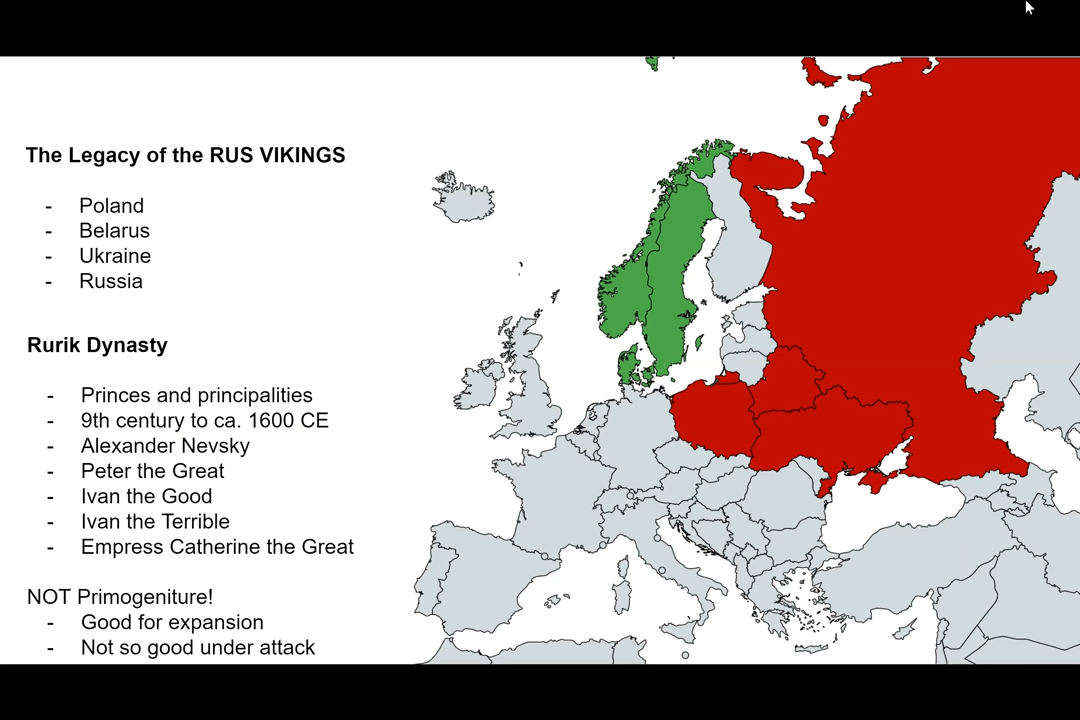 The Legacy of the RUS VIKINGS
- Poland
- Belarus
- Ukraine
- Russia
Rurik Dynasty
- Princes and principalities
- 9th century to ca. 1600 CE
- Alexander Nevsky
- Peter the Great
- Ivan the Good
- Ivan the Terrible
- Empress Catherine the Great
NOT Primogeniture!
- Good for expansion
- Not so good under attack